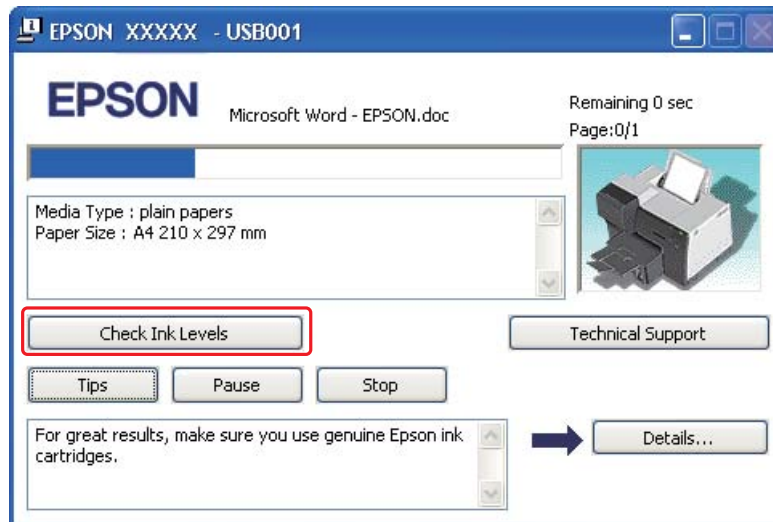 EPSON XXXXX - USB001
EPSON
Microsoft Word - EPSON.doc
Remaining 0 sec
Page:0/1
Media Type : plain papers
Paper Size : A4 210 x 297 mm
Check Ink Levels
Technical Support
Tips
Pause
Stop
For great results, make sure you use genuine Epson ink
cartridges.
Details...